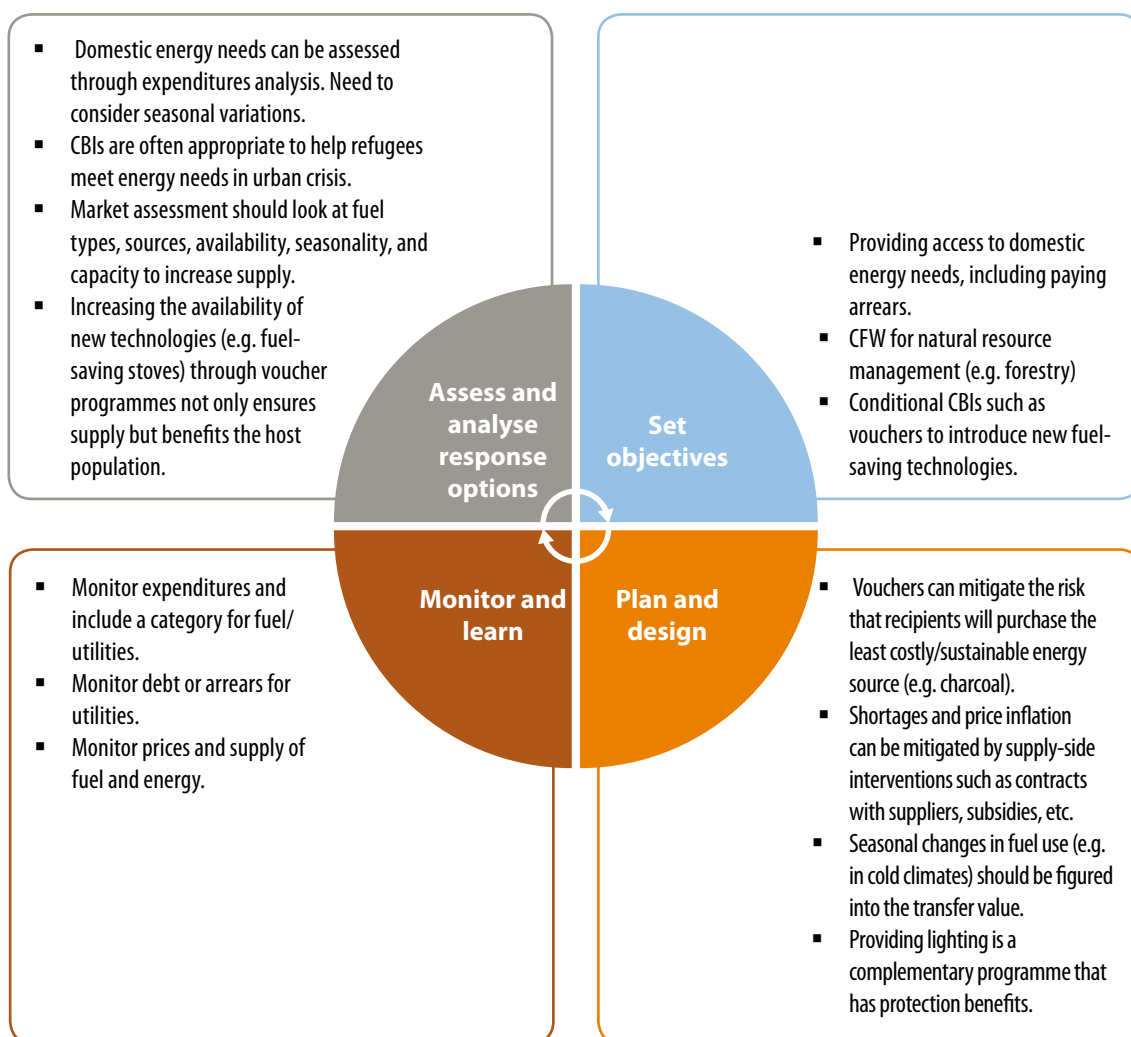 ▪ Domestic energy needs can be assessed
through expenditures analysis. Need to
consider seasonal variations.
▪ CBIs are often appropriate to help refugees
meet energy needs in urban crisis.
▪ Market assessment should look at fuel
types, sources, availability, seasonality, and
capacity to increase supply.
▪ Increasing the availability of
new technologies (e.g. fuel-
saving stoves) through voucher
programmes not only ensures
supply but benefits the host
population.
▪ Providing access to domestic
energy needs, including paying
arrears.
▪ CFW for natural resource
management (e.g. forestry)
▪ Conditional CBIs such as
vouchers to introduce new fuel-
saving technologies.
Assess and
analyse
response
options
Set
objectives
Monitor and
learn
Plan and
design
▪ Monitor expenditures and
include a category for fuel/
utilities.
▪ Monitor debt or arrears for
utilities.
▪ Monitor prices and supply of
fuel and energy.
▪ Vouchers can mitigate the risk
that recipients will purchase the
least costly/sustainable energy
source (e.g. charcoal).
▪ Shortages and price inflation
can be mitigated by supply-side
interventions such as contracts
with suppliers, subsidies, etc.
▪ Seasonal changes in fuel use (e.g.
in cold climates) should be figured
into the transfer value.
▪ Providing lighting is a
complementary programme that
has protection benefits.